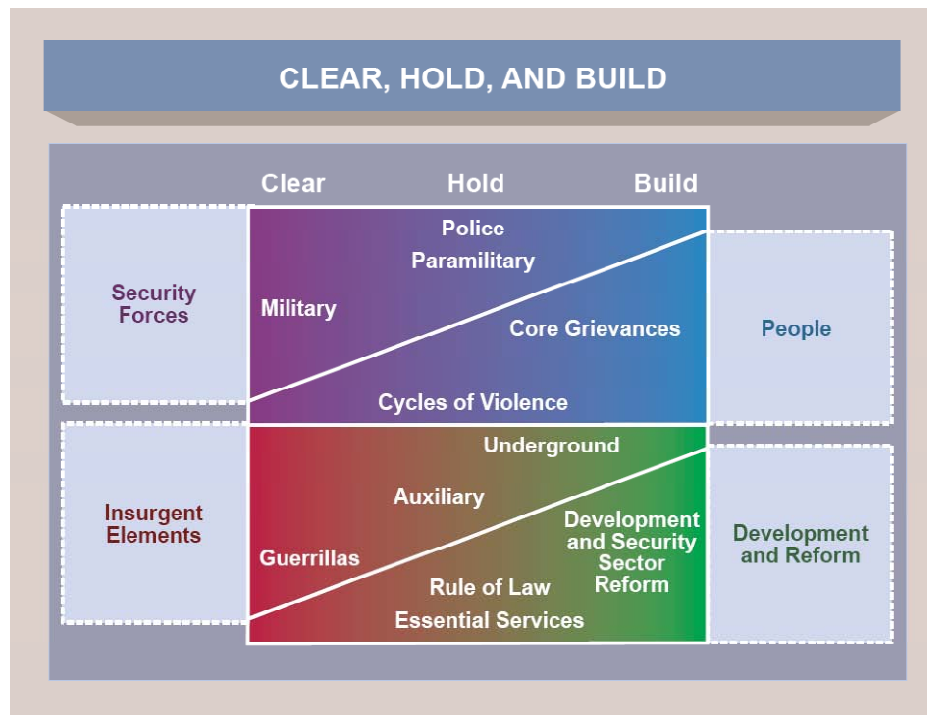 CLEAR, HOLD, AND BUILD
Clear
Hold
Build
Security
Forces
Police
Paramilitary
Military
Core Grievances
Cycles of Violence
People
Insurgent
Elements
Underground
Auxiliary
Guerrillas
Development
and Security
Sector
Reform
Rule of Law
Essential Services
Development
and Reform